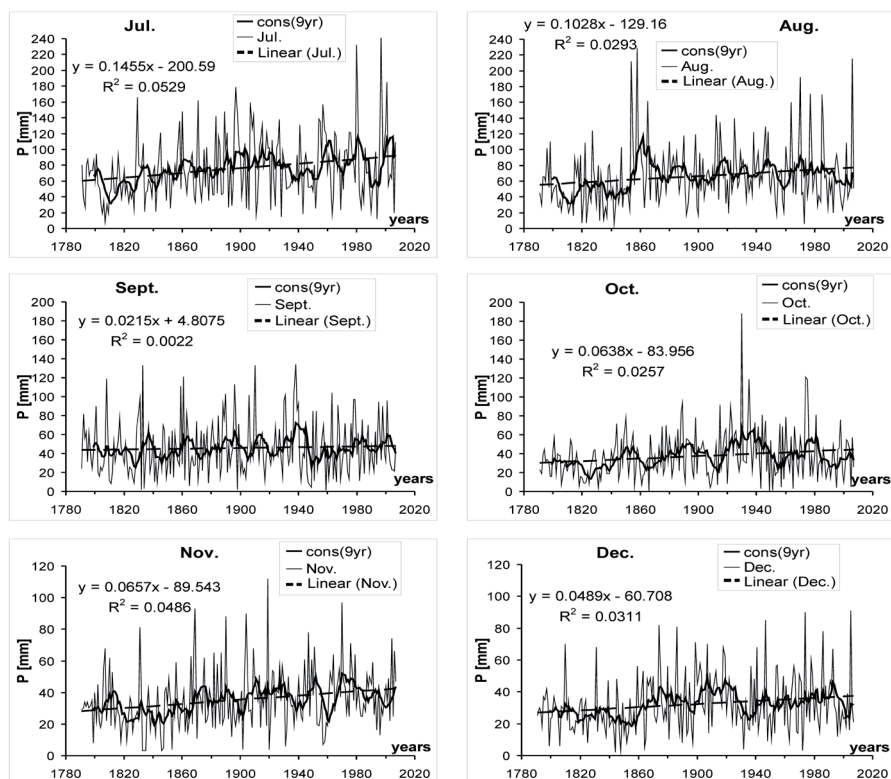 Jul.
cons(9yr)
Jul.
Linear (Jul.)
y = 0.1455x - 200.59
R² = 0.0529
P [mm]
240
220
200
180
160
140
120
100
80
60
40
20
0
years
1780 1820 1860 1900 1940 1980 2020
y = 0.1028x - 129.16
R² = 0.0293
Aug.
cons(9yr)
Aug.
Linear (Aug.)
P [mm]
240
220
200
180
160
140
120
100
80
60
40
20
0
years
1780 1820 1860 1900 1940 1980 2020
Sept.
cons(9yr)
Sept.
Linear (Sept.)
y = 0.0215x + 4.8075
R² = 0.0022
P [mm]
200
180
160
140
120
100
80
60
40
20
0
years
1780 1820 1860 1900 1940 1980 2020
Oct.
cons(9yr)
Oct.
Linear (Oct.)
y = 0.0638x - 83.956
R² = 0.0257
P [mm]
200
180
160
140
120
100
80
60
40
20
0
years
1780 1820 1860 1900 1940 1980 2020
Nov.
cons(9yr)
Nov.
Linear (Nov.)
y = 0.0657x - 89.543
R² = 0.0486
P [mm]
120
100
80
60
40
20
0
years
1780 1820 1860 1900 1940 1980 2020
Dec.
cons(9yr)
Dec.
Linear (Dec.)
y = 0.0489x - 60.708
R² = 0.0311
P [mm]
120
100
80
60
40
20
0
years
1780 1820 1860 1900 1940 1980 2020